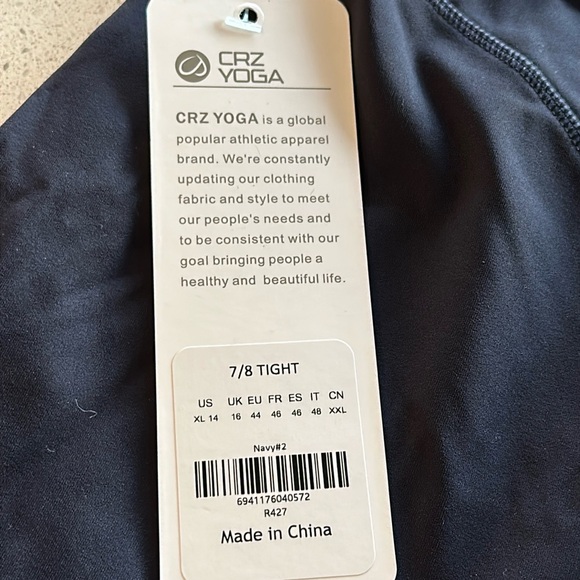 CRZ
YOGA
CRZ YOGA is a global
popular athletic apparel
brand. We're constantly
updating our clothing
fabric and style to meet
our people's needs and
to be consistent with our
goal bringing people a
healthy and beautiful life.
7/8 TIGHT
US UK EU FR ES IT CN
XL 14 16 44 46 46 48 XXL
Navy#2
6941176040572
R427
Made in China